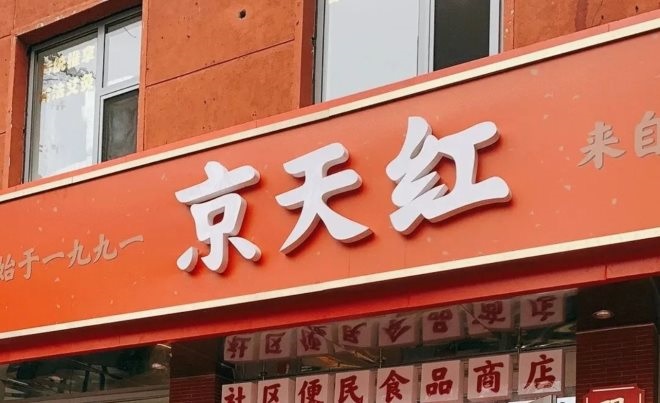 始于一九九一
京天红
来自
社区便民食品商店